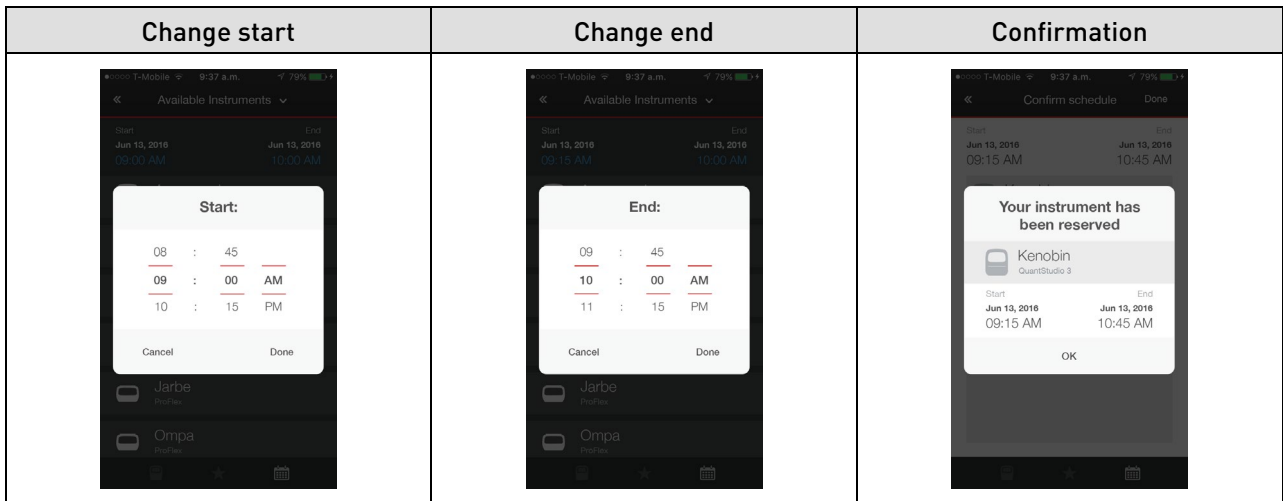 Change start
Change end
Confirmation
T-Mobile 9:37 a.m. 79%
Available Instruments
Start End
Jun 13, 2016 Jun 13, 2016
09:00 AM 10:00 AM
Start:
08 : 45
09 : 00 AM
10 : 15 PM
Cancel Done
Jarbe
ProFlex
Ompa
ProFlex
T-Mobile 9:37 a.m. 79%
Available Instruments
Start End
Jun 13, 2016 Jun 13, 2016
09:15 AM 10:00 AM
End:
09 : 45
10 : 00 AM
11 : 15 PM
Cancel Done
Jarbe
ProFlex
Ompa
ProFlex
T-Mobile 9:37 a.m. 79%
Confirm schedule Done
Start End
Jun 13, 2016 Jun 13, 2016
09:15 AM 10:45 AM
Your instrument has
been reserved
Kenobin
QuantStudio 3
Start End
Jun 13, 2016 Jun 13, 2016
09:15 AM 10:45 AM
OK